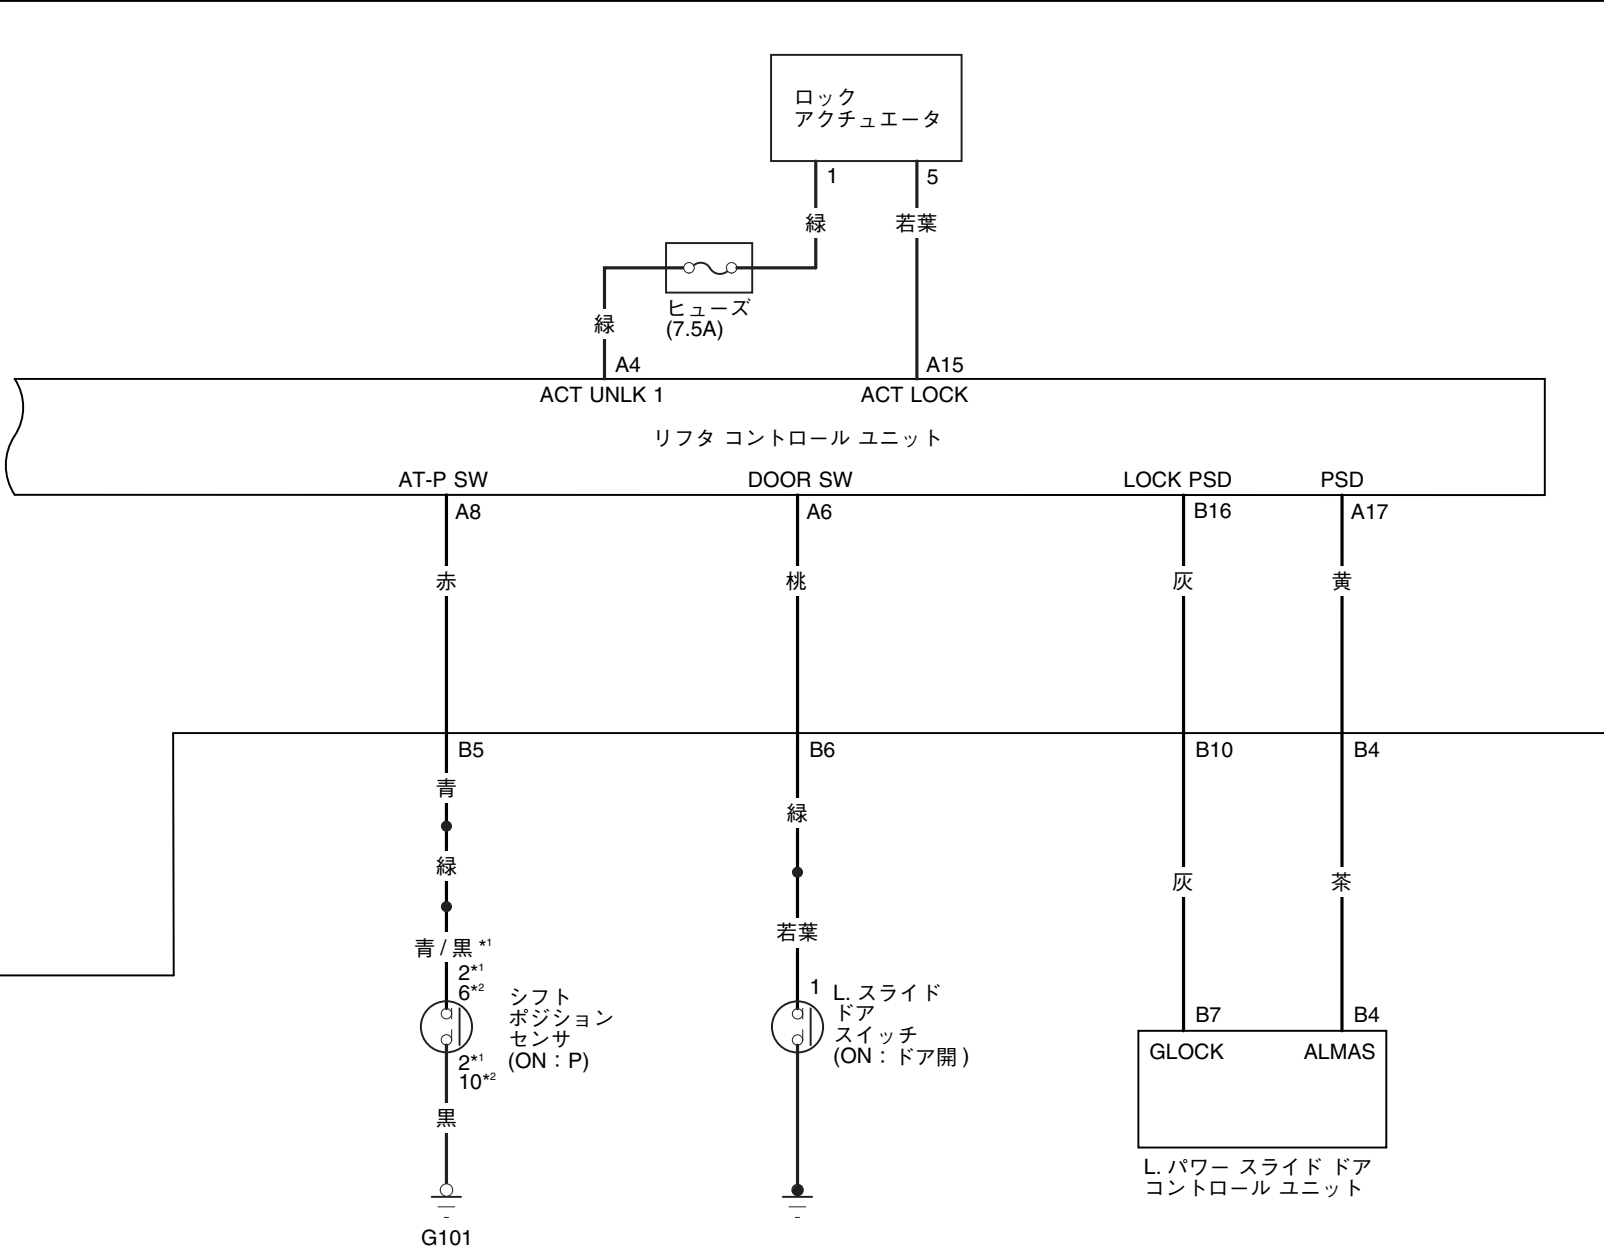 ロック
アクチュエータ
1
5
緑
若葉
ヒューズ
(7.5A)
緑
A4
A15
ACT UNLK 1
ACT LOCK
リフタ コントロール ユニット
AT-P SW
DOOR SW
LOCK PSD
PSD
A8
A6
B16
A17
赤
桃
灰
黄
B5
B6
B10
B4
青
緑
緑
灰
茶
若葉
青 / 黒 *1
2*1
6*2
シフト
ポジション
センサ
(ON：P)
2*1
10*2
1
L. スライド
ドア
スイッチ
(ON：ドア開 )
B7
B4
GLOCK
ALMAS
黒
L. パワー スライド ドア
コントロール ユニット
G101